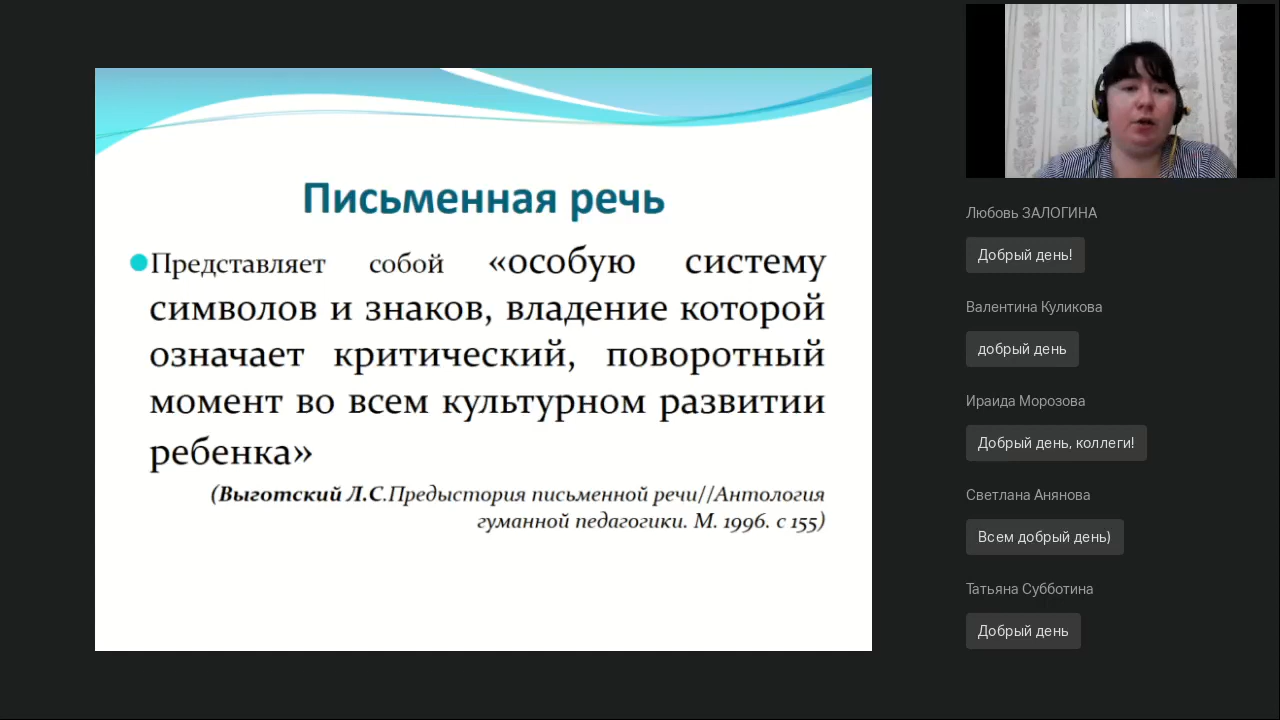 Письменная речь
Представляет собой «особую систему
символов и знаков, владение которой
означает критический, поворотный
момент во всем культурном развитии
ребенка»
(Выготский Л.С.Предыстория письменной речи//Антология
гуманной педагогики. М. 1996. с 155)
Любовь ЗАЛОГИНА
Добрый день!
Валентина Куликова
добрый день
Ираида Морозова
Добрый день, коллеги!
Светлана Анянова
Всем добрый день)
Татьяна Субботина
Добрый день